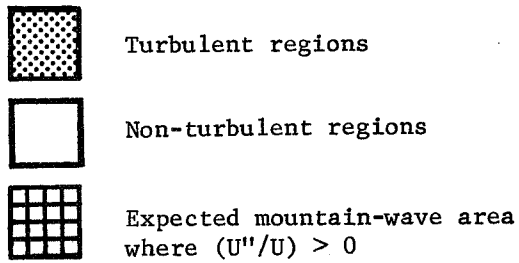 Turbulent regions
Non-turbulent regions
Expected mountain-wave area
where (U"/U) > 0